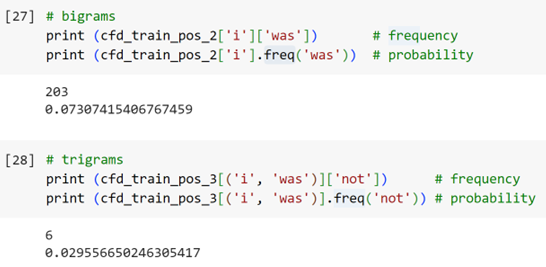 [27] # bigrams
print (cfd_train_pos_2['i']['was']) # frequency
print (cfd_train_pos_2['i'].freq('was')) # probability
203
0.07307415406767459
[28] # trigrams
print (cfd_train_pos_3[('i', 'was')]['not']) # frequency
print (cfd_train_pos_3[('i', 'was')].freq('not')) # probability
6
0.029556650246305417